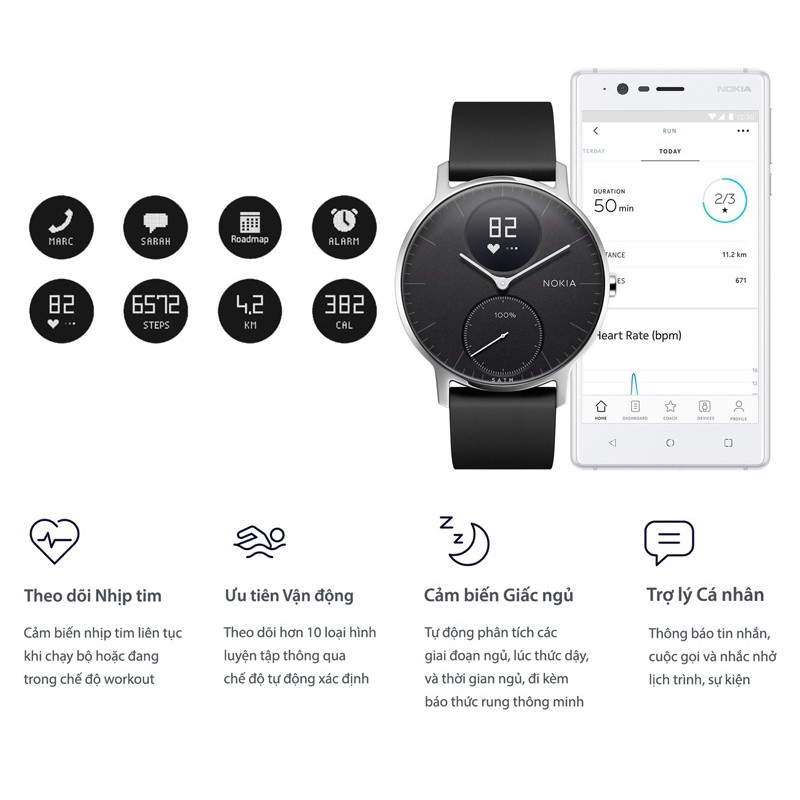 MARC
SARAH
Roadmap
ALARM
82
6572
STEPS
4.2
KM
382
CAL
82
NOKIA
100%
5ATM
NOKIA
12:30
RUN
TERDAY
TODAY
DURATION
50 min
2/3
TANCE
11.2 km
ES
671
Heart Rate (bpm)
16
12
HOME
DASHBOARD
COACH
DEVICES
PROFILE
Theo dõi Nhịp tim
Cảm biến nhịp tim liên tục
khi chạy bộ hoặc đang
trong chế độ workout
Ưu tiên Vận động
Theo dõi hơn 10 loại hình
luyện tập thông qua
chế độ tự động xác định
Cảm biến Giấc ngủ
Tự động phân tích các
giai đoạn ngủ, lúc thức dậy,
và thời gian ngủ, đi kèm
báo thức rung thông minh
Trợ lý Cá nhân
Thông báo tin nhắn,
cuộc gọi và nhắc nhở
lịch trình, sự kiện